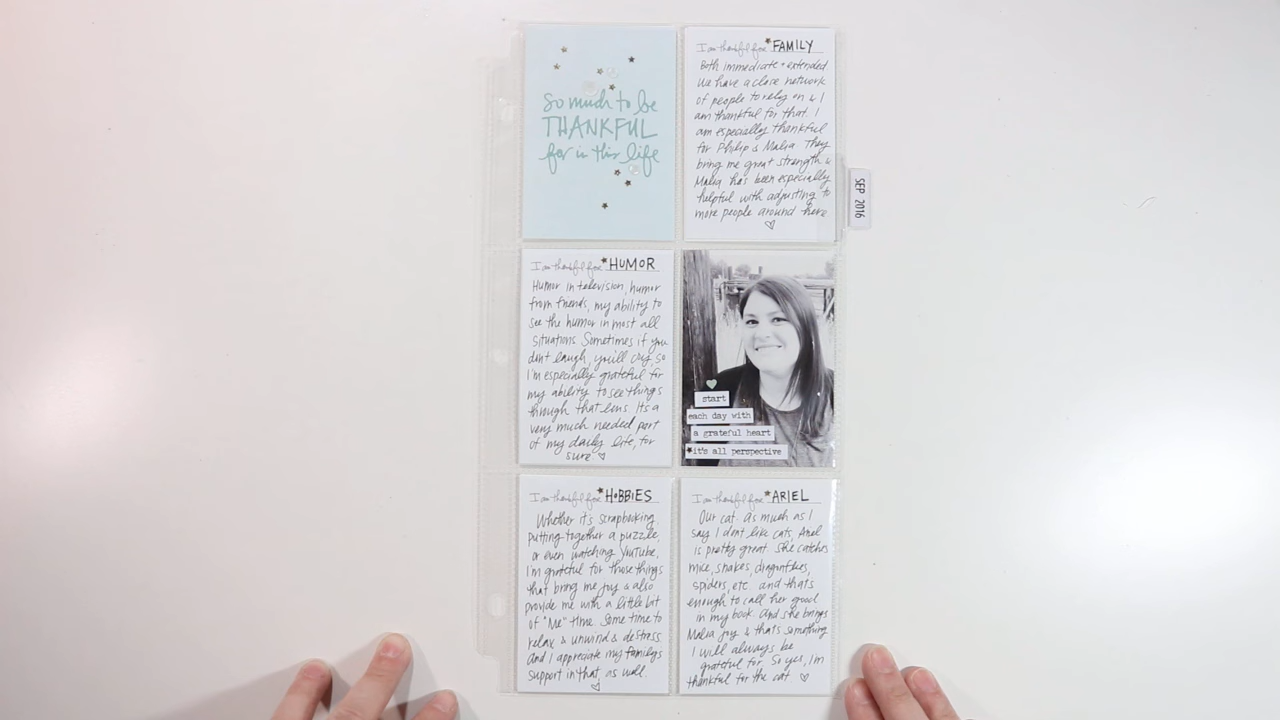 so much to be
THANKFUL
for in this life
I am thankful for *FAMILY
Both immediate + extended
we have a close network
of people to rely on & I
am thankful for that. I
am especially thankful
for Philip & Malia. They
bring me great strength &
Malia has been especially
helpful with adjusting to
more people around here.
SEP 2016
I am thankful for *HUMOR
Humor in television, humor
from friends, my ability to
see the humor in most all
situations. Sometimes if you
don't laugh, you'll cry so
I'm especially grateful for
my ability to see things
through that lens. It's a
very much needed part
of my daily life, for
sure
start
each day with
a grateful heart
*it's all perspective
I am thankful for *HOBBIES
Whether it's scrapbooking,
putting together a puzzle,
or even watching YouTube,
I'm grateful for those things
that bring me joy & also
provide me with a little bit
of "Me" time. Some time to
relax & unwind & destress.
And I appreciate my family's
support in that, as well.
I am thankful for *ARIEL
Our cat. As much as I
say I don't like cats, Ariel
is pretty great. She catches
mice, snakes, dragonflies,
spiders, etc and that's
enough to call her good
in my book. And she brings
Malia joy & that's something
I will always be
grateful for. So yes, I'm
thankful for the cat.